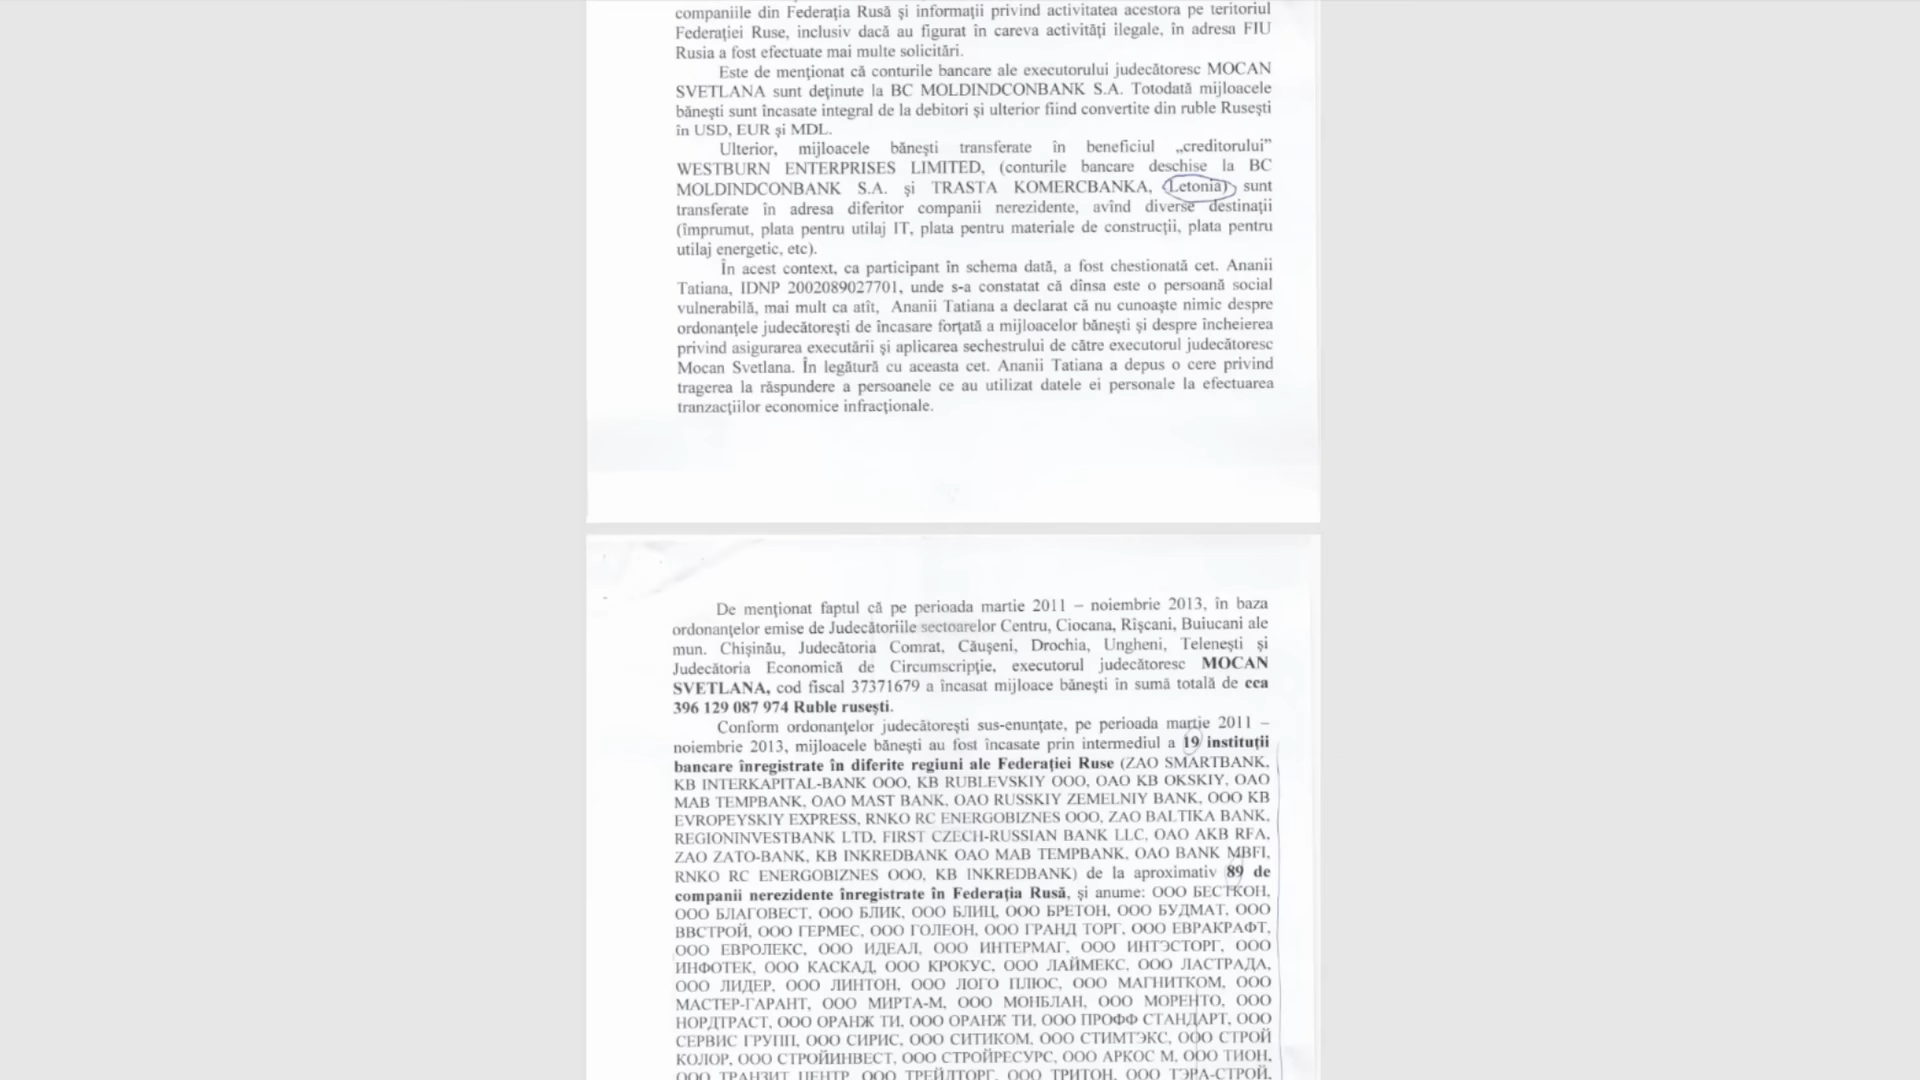 companiile din Federaţia Rusă şi informaţii privind activitatea acestora pe teritoriul
Federaţiei Ruse, inclusiv dacă au figurat în careva activităţi ilegale, în adresa FIU
Rusia a fost efectuate mai multe solicitări.
Este de menţionat că conturile bancare ale executorului judecătoresc MOCAN
SVETLANA sunt deţinute la BC MOLDINDCONBANK S.A. Totodată mijloacele
băneşti sunt încasate integral de la debitori şi ulterior fiind convertite din ruble Ruseşti
în USD, EUR şi MDL.
Ulterior, mijloacele băneşti transferate în beneficiul „creditorului”
WESTBURN ENTERPRISES LIMITED, (conturile bancare deschise la BC
MOLDINDCONBANK S.A. şi TRASTA KOMERCBANKA, Letonia) sunt
transferate în adresa diferitor companii nerezidente, avînd diverse destinaţii
(împrumut, plata pentru utilaj IT, plata pentru materiale de construcţii, plata pentru
utilaj energetic, etc).
În acest context, ca participant în schema dată, a fost chestionată cet. Ananii
Tatiana, IDNP 2002089027701, unde s-a constatat că dînsa este o persoană social
vulnerabilă, mai mult ca atît, Ananii Tatiana a declarat că nu cunoaşte nimic despre
ordonanţele judecătoreşti de încasare forţată a mijloacelor băneşti şi despre încheierea
privind asigurarea executării şi aplicarea sechestrului de către executorul judecătoresc
Mocan Svetlana. În legătură cu aceasta cet. Ananii Tatiana a depus o cere privind
tragerea la răspundere a persoanele ce au utilizat datele ei personale la efectuarea
tranzacţiilor economice infracţionale.
De menţionat faptul că pe perioada martie 2011 – noiembrie 2013, în baza
ordonanţelor emise de Judecătoriile sectoarelor Centru, Ciocana, Rîşcani, Buiucani ale
mun. Chişinău, Judecătoria Comrat, Căuşeni, Drochia, Ungheni, Teleneşti şi
Judecătoria Economică de Circumscripţie, executorul judecătoresc MOCAN
SVETLANA, cod fiscal 37371679 a încasat mijloace băneşti în sumă totală de cca
396 129 087 974 Ruble ruseşti.
Conform ordonanţelor judecătoreşti sus-enunţate, pe perioada martie 2011 –
noiembrie 2013, mijloacele băneşti au fost încasate prin intermediul a 19 instituţii
bancare înregistrate în diferite regiuni ale Federaţiei Ruse (ZAO SMARTBANK,
KB INTERKAPITAL-BANK OOO, KB RUBLEVSKIY OOO, OAO KB OKSKIY, OAO
MAB TEMPBANK, OAO MAST BANK, OAO RUSSKIY ZEMELNIY BANK, OOO KB
EVROPEYSKIY EXPRESS, RNKO RC ENERGOBIZNES OOO, ZAO BALTIKA BANK,
REGIONINVESTBANK LTD, FIRST CZECH-RUSSIAN BANK LLC, OAO AKB RFA,
ZAO ZATO-BANK, KB INKREDBANK OAO MAB TEMPBANK, OAO BANK MBFI,
RNKO RC ENERGOBIZNES OOO, KB INKREDBANK) de la aproximativ 89 de
companii nerezidente înregistrate în Federaţia Rusă, şi anume: ООО БЕСТКОН,
ООО БЛАГОВЕСТ, ООО БЛИК, ООО БЛИЦ, ООО БРЕТОН, ООО БУДМАТ, ООО
ВВСТРОЙ, ООО ГЕРМЕС, ООО ГОЛЕОН, ООО ГРАНД ТОРГ, ООО ЕВРАКРАФТ,
ООО ЕВРОЛЕКС, ООО ИДЕАЛ, ООО ИНТЕРМАГ, ООО ИНТЭСТОРГ, ООО
ИНФОТЕК, ООО КАСКАД, ООО КРОКУС, ООО ЛАЙМЕКС, ООО ЛАСТРАДА,
ООО ЛИДЕР, ООО ЛИНТОН, ООО ЛОГО ПЛЮС, ООО МАГНИТКОМ, ООО
МАСТЕР-ГАРАНТ, ООО МИРТА-М, ООО МОНБЛАН, ООО МОРЕНТО, ООО
НОРДТРАСТ, ООО ОРАНЖ ТИ, ООО ОРАНЖ ТИ, ООО ПРОФФ СТАНДАРТ, ООО
СЕРВИС ГРУПП, ООО СИРИС, ООО СИТИКОМ, ООО СТИМТЭКС, ООО СТРОЙ
КОЛОР, ООО СТРОЙИНВЕСТ, ООО СТРОЙРЕСУРС, ООО АРКОС М, ООО ТИОН,
ООО ТРАНЗИТ ЦЕНТР, ООО ТРЕЙЛТОРГ, ООО ТРИТОН, ООО ТЭРА-СТРОЙ,